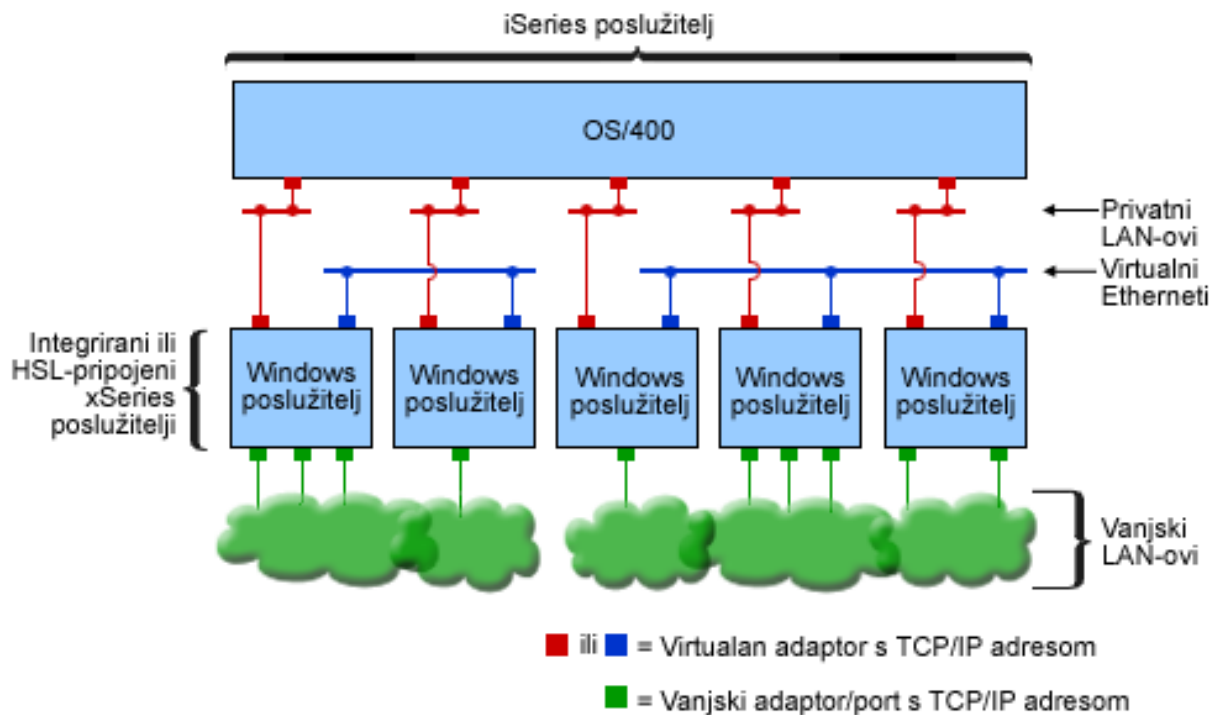 iSeries poslužitelj
OS/400
Privatni
LAN-ovi
Virtualni
Etherneti
Integrirani ili
HSL-pripojeni
xSeries
poslužitelji
Windows
poslužitelj
Windows
poslužitelj
Windows
poslužitelj
Windows
poslužitelj
Windows
poslužitelj
Vanjski
LAN-ovi
ili = Virtualan adaptor s TCP/IP adresom
= Vanjski adaptor/port s TCP/IP adresom